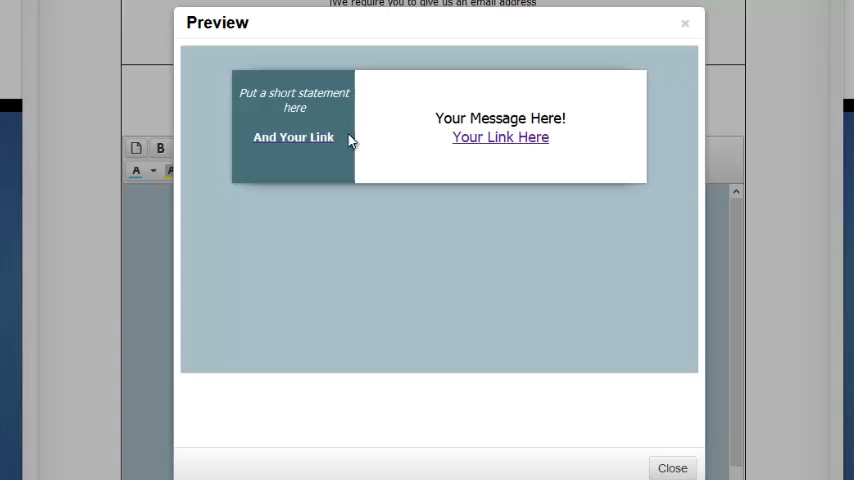 We require you to give us an email address
Preview
×
Put a short statement
here
And Your Link
Your Message Here!
Your Link Here
B
A
A
Close